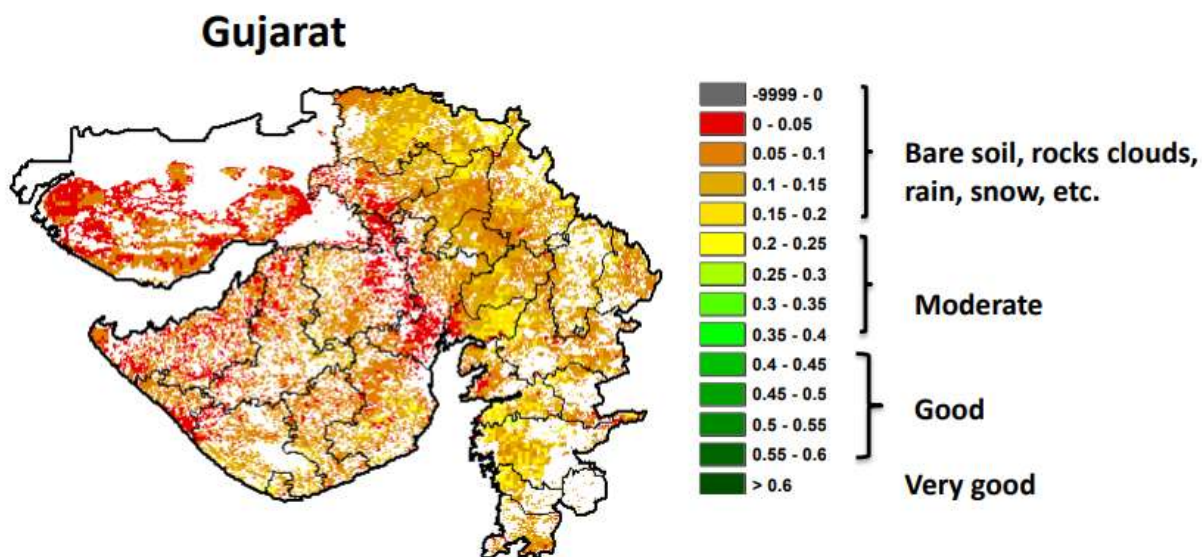 Gujarat
-9999 - 0
0 - 0.05
0.05 - 0.1
0.1 - 0.15
0.15 - 0.2
0.2 - 0.25
0.25 - 0.3
0.3 - 0.35
0.35 - 0.4
0.4 - 0.45
0.45 - 0.5
0.5 - 0.55
0.55 - 0.6
> 0.6
Bare soil, rocks clouds,
rain, snow, etc.
Moderate
Good
Very good